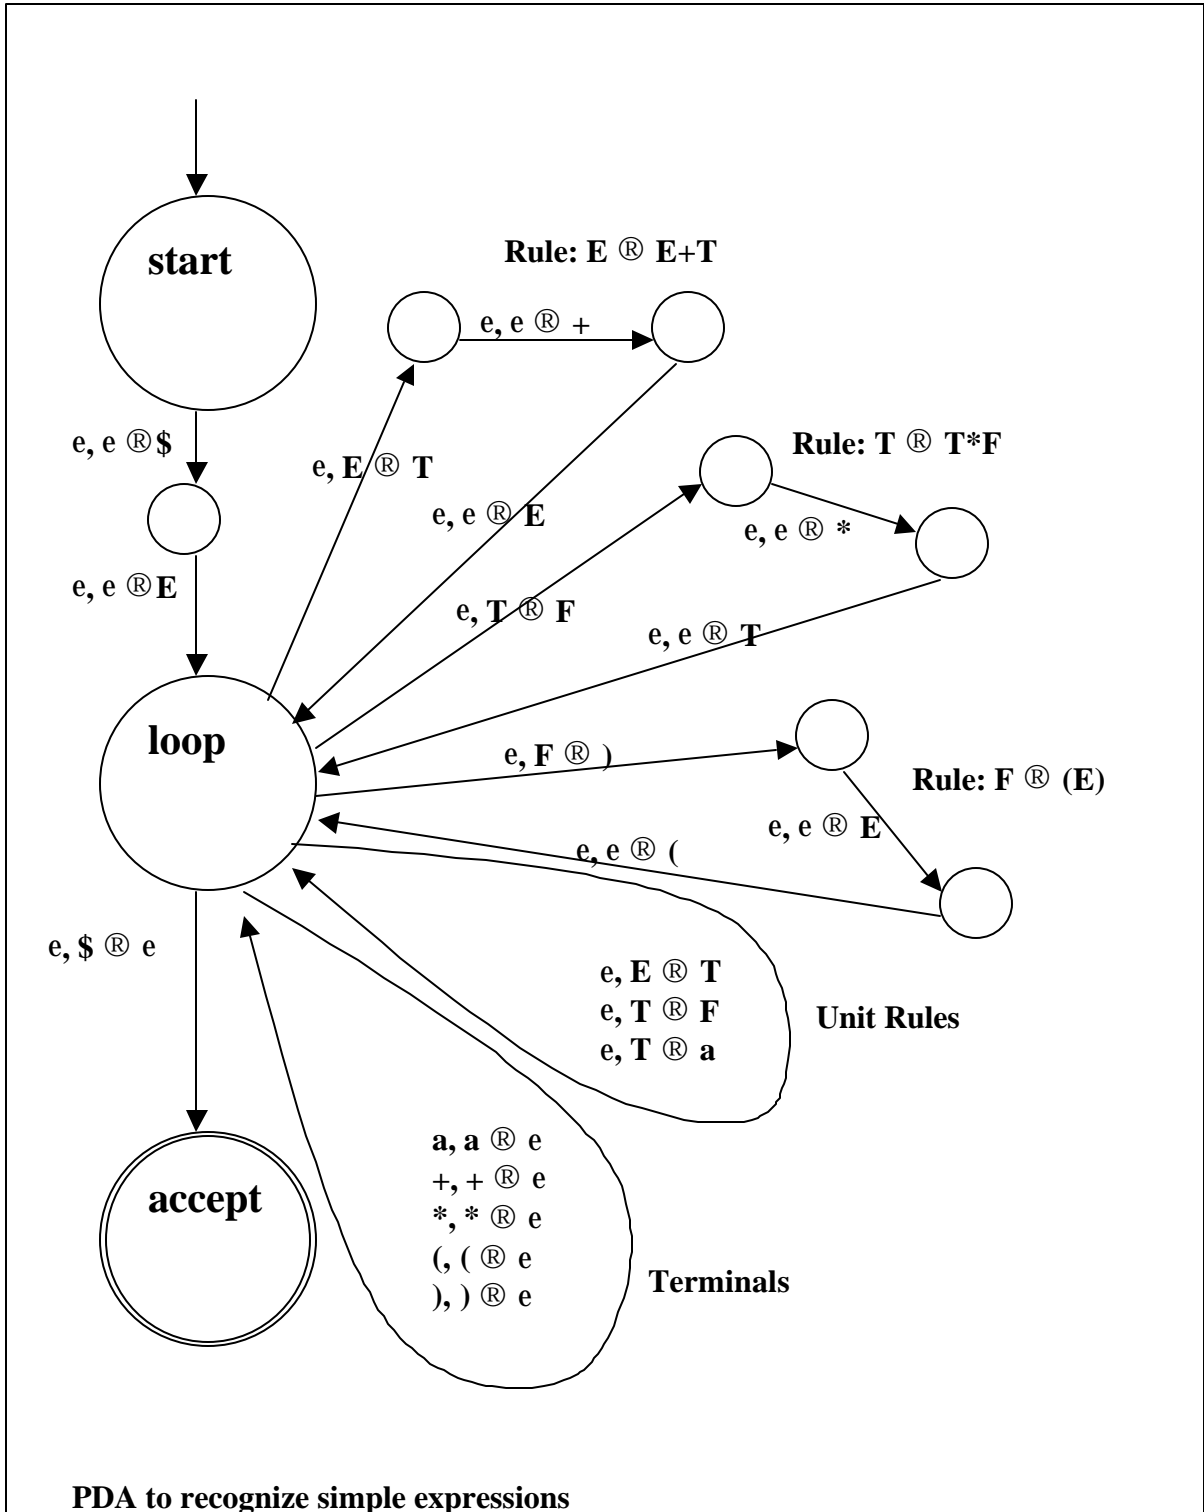 start
Rule: E ® E+T
e, e ® +
e, e ®$
e, E ® T
Rule: T ® T*F
e, e ® E
e, e ® *
e, e ®E
e, T ® F
e, e ® T
loop
e, F ® )
Rule: F ® (E)
e, e ® E
e, e ® (
e, $ ® e
e, E ® T
e, T ® F
e, T ® a
Unit Rules
a, a ® e
+, + ® e
*, * ® e
(, ( ® e
), ) ® e
accept
Terminals
PDA to recognize simple expressions